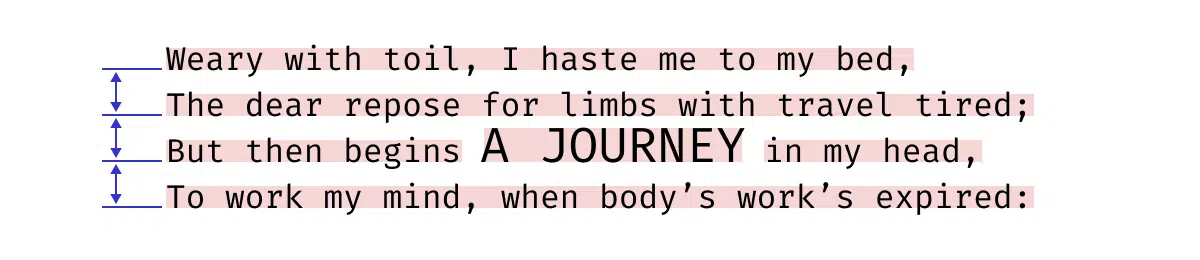 Weary with toil, I haste me to my bed,
The dear repose for limbs with travel tired;
But then begins A JOURNEY in my head,
To work my mind, when body’s work’s expired: